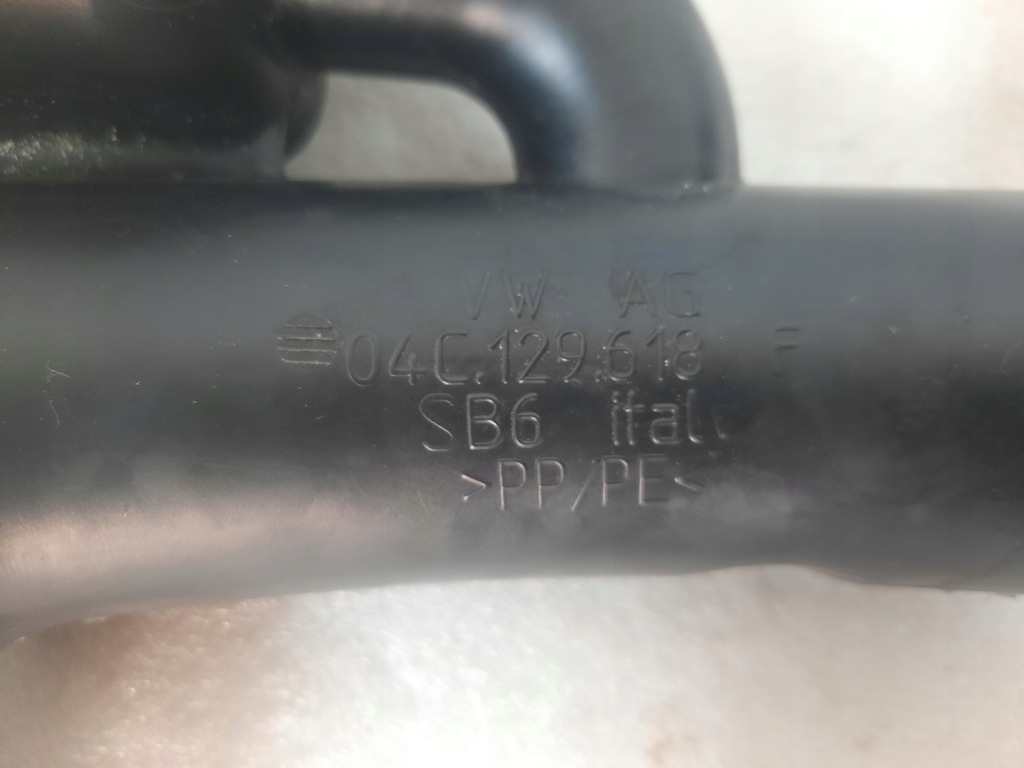 VW AG
04C.129.618 F
SB6 italy
>PP/PE<